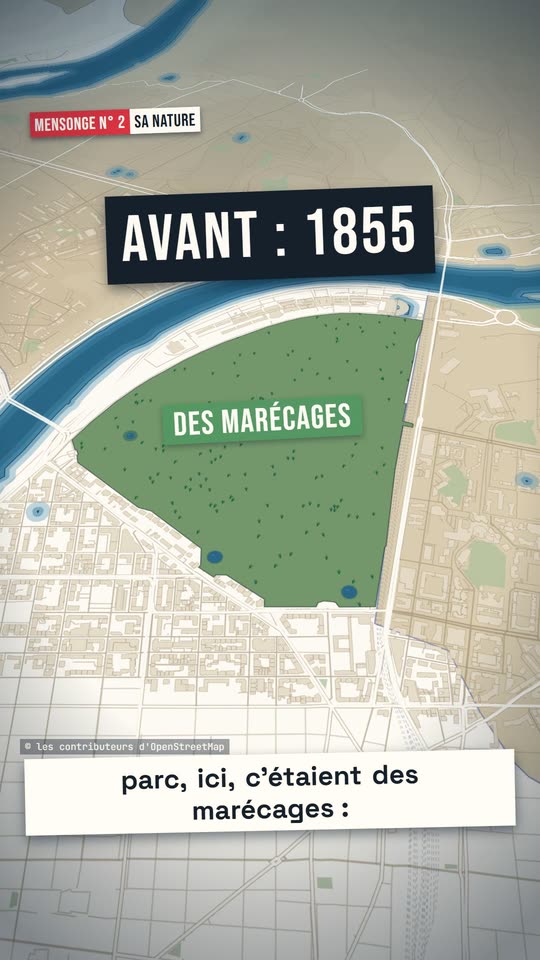 MENSONGE N° 2 SA NATURE
AVANT : 1855
DES MARÉCAGES
© les contributeurs d'OpenStreetMap
parc, ici, c'étaient des
marécages :